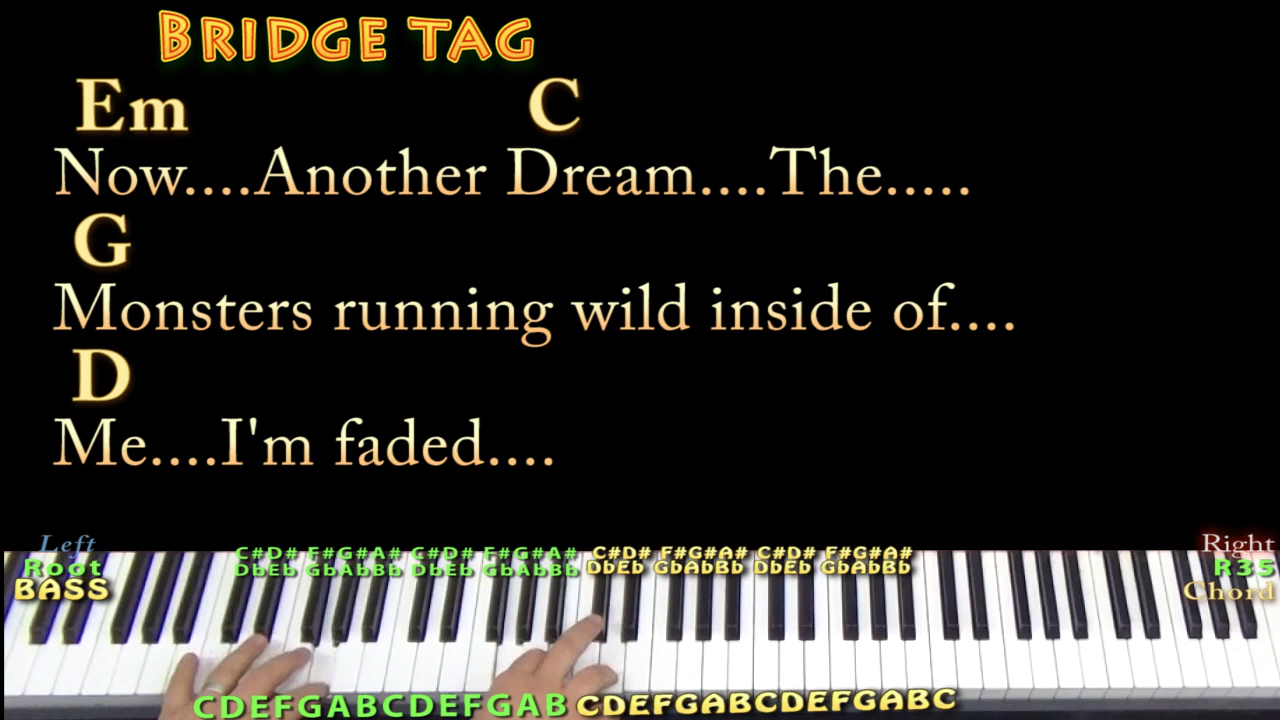 BRIDGE TAG
Em C
Now....Another Dream....The.....
G
Monsters running wild inside of....
D
Me....I'm faded....
Left
Root
BASS
C#D# F#G#A# C#D# F#G#A# C#D# F#G#A# C#D# F#G#A#
DbEb GbAbBb DbEb GbAbBb DbEb GbAbBb DbEb GbAbBb
Right
R35
Chord
CDEFGABCDEFGAB CDEFGABCDEFGABC